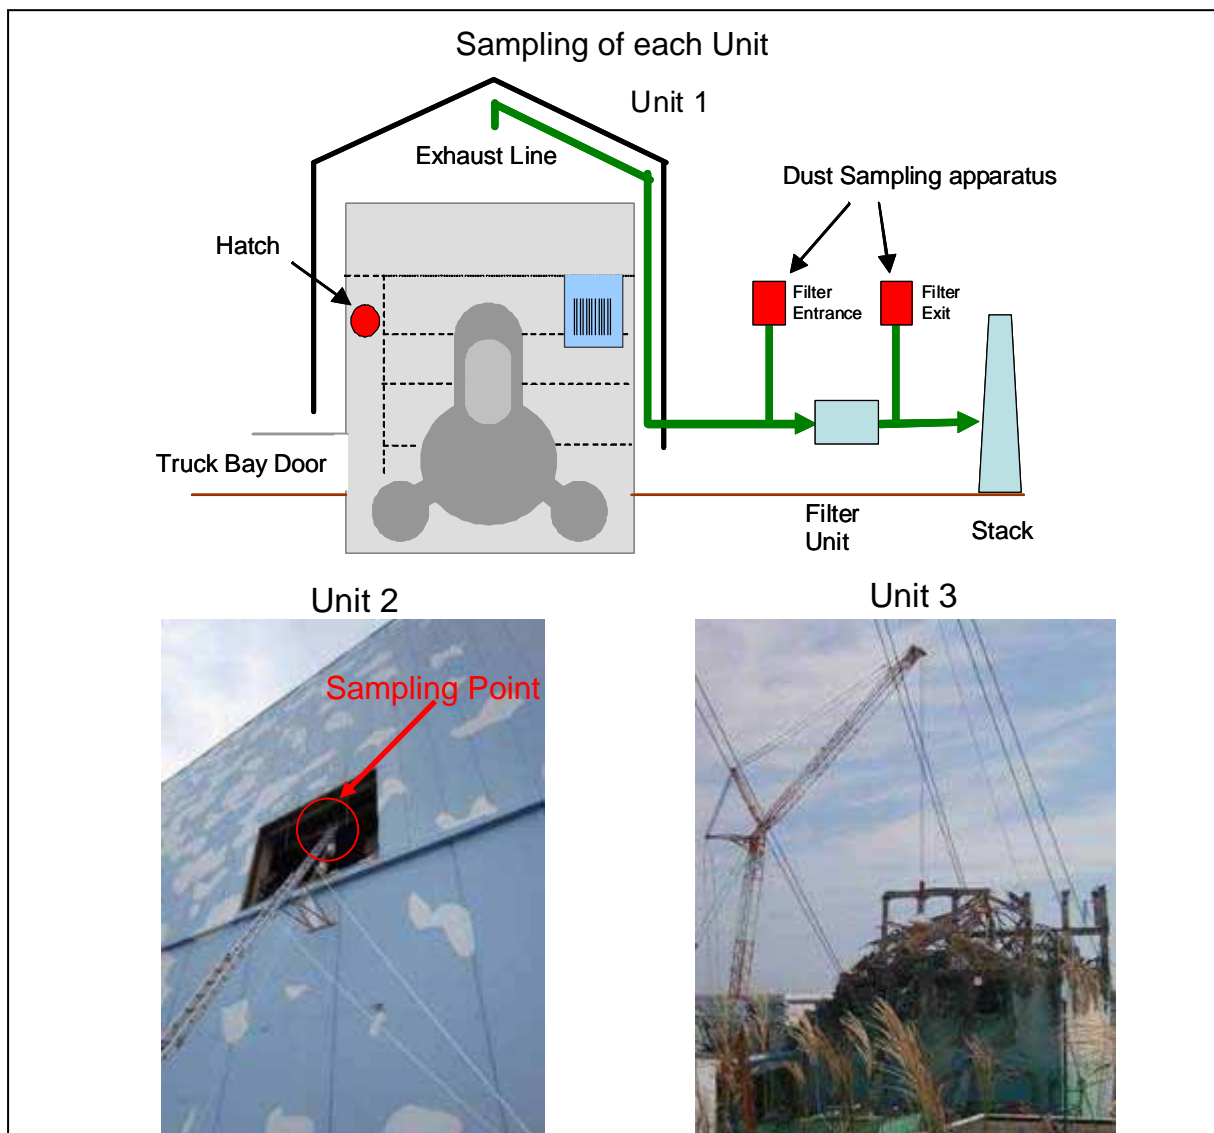 Sampling of each Unit
Unit 1
Exhaust Line
Dust Sampling apparatus
Hatch
Filter
Entrance
Filter
Exit
Truck Bay Door
Filter
Unit
Stack
Unit 2
Unit 3
Sampling Point